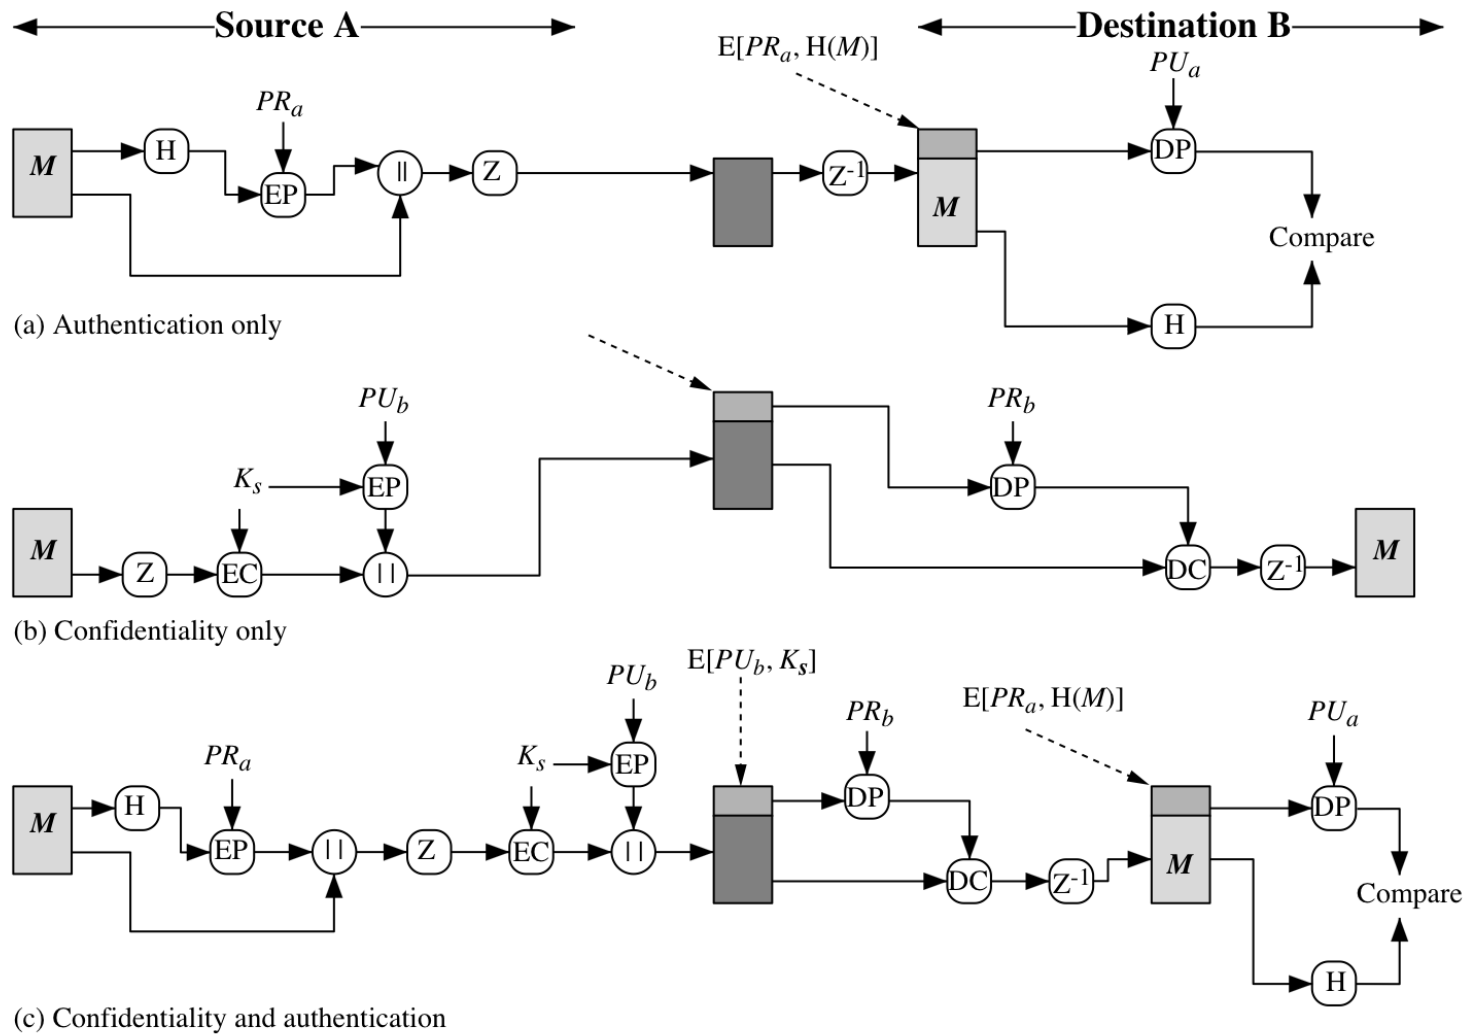 Source A
Destination B
E[PRa, H(M)]
PUa
PRa
M
H
EP
||
Z
Z-1
M
DP
Compare
H
(a) Authentication only
PUb
PRb
Ks
EP
DP
M
Z
EC
||
DC
Z-1
M
(b) Confidentiality only
PUb
E[PUb, Ks]
E[PRa, H(M)]
PRb
PUa
PRa
Ks
EP
M
H
EP
||
Z
EC
||
DP
DC
Z-1
M
DP
Compare
H
(c) Confidentiality and authentication